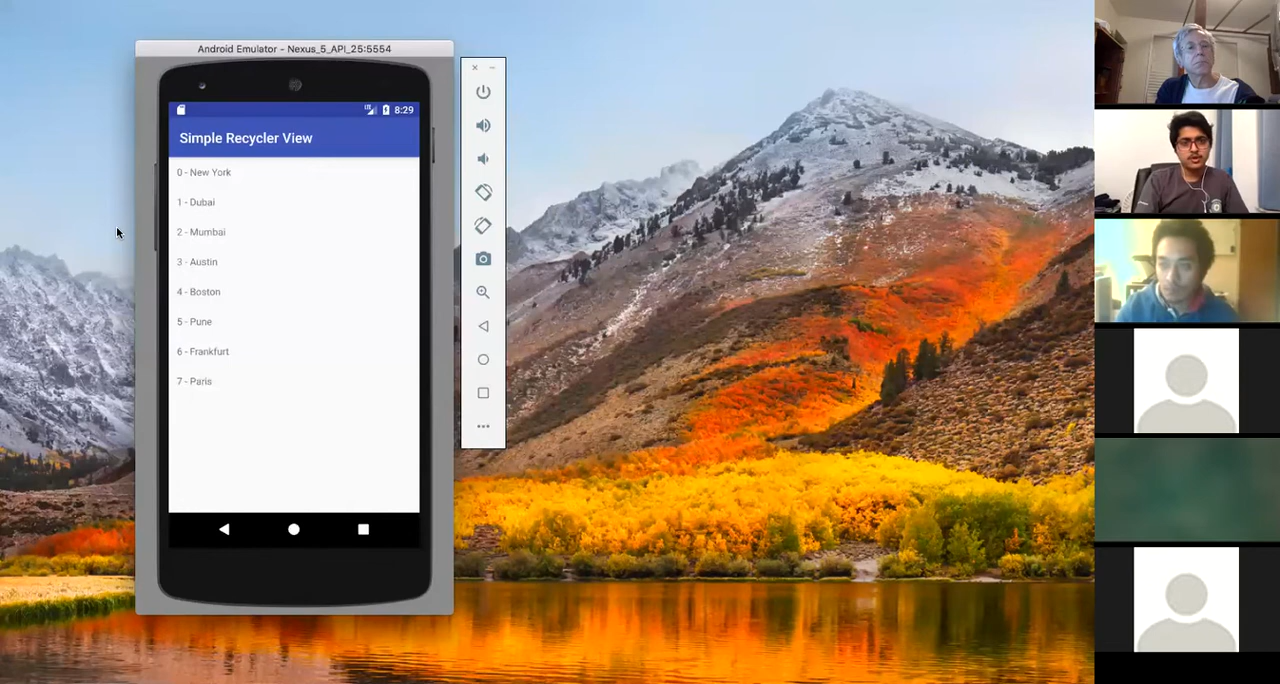 Android Emulator - Nexus_5_API_25:5554
8:29
Simple Recycler View
0 - New York
1 - Dubai
2 - Mumbai
3 - Austin
4 - Boston
5 - Pune
6 - Frankfurt
7 - Paris